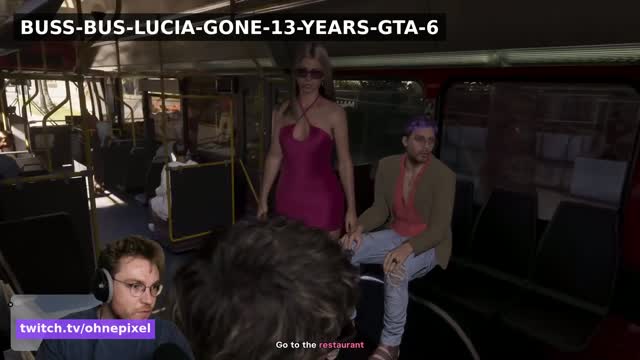 BUSS-BUS-LUCIA-GONE-13-YEARS-GTA-6
twitch.tv/ohnepixel
Go to the restaurant